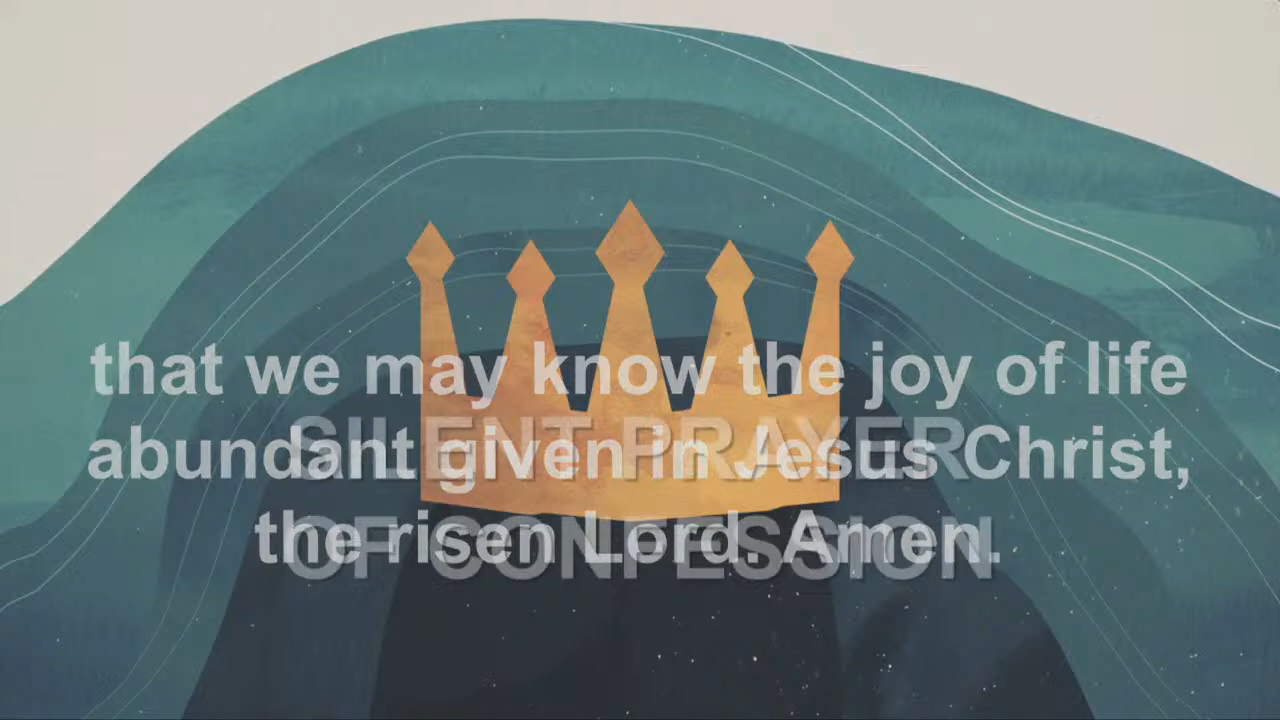 that we may know the joy of life
abundant given in Jesus Christ,
the risen Lord. Amen.
SILENT PRAYER
OF CONFESSION